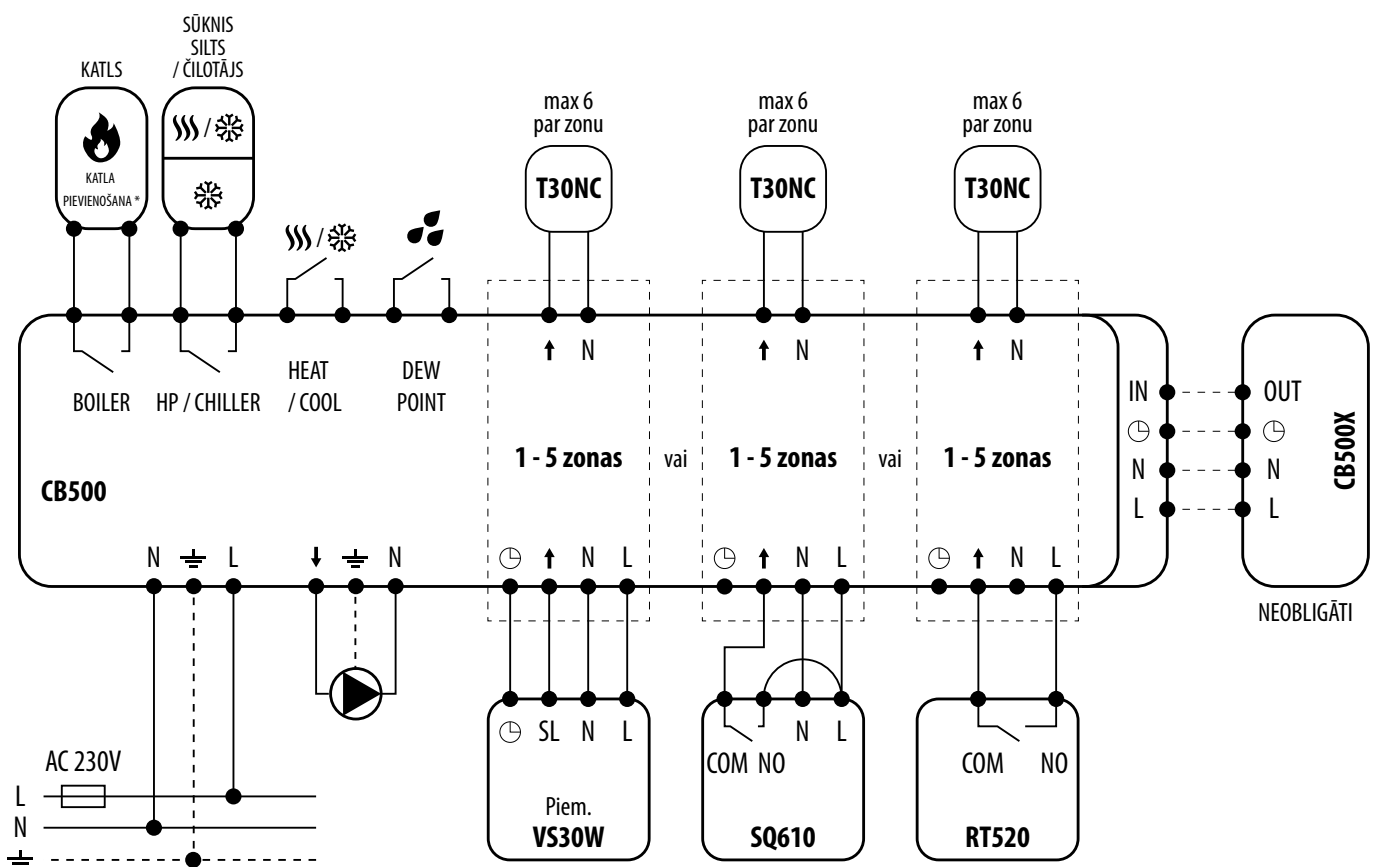 SŪKNIS
SILTS
/ ČILOTĀJS
KATLS
/
KATLA
PIEVIENOŠANA *
/
max 6
par zonu
max 6
par zonu
max 6
par zonu
T30NC
T30NC
T30NC
N
N
N
BOILER
HP / CHILLER
HEAT
/ COOL
DEW
POINT
IN
N
L
OUT
N
L
CB500X
NEOBLIGĀTI
CB500
1 - 5 zonas
vai
1 - 5 zonas
vai
1 - 5 zonas
N
L
N
N
L
N
L
N
L
SL
N
L
COM
NO
N
L
COM
NO
Piem.
VS30W
SQ610
RT520
AC 230V
L
N